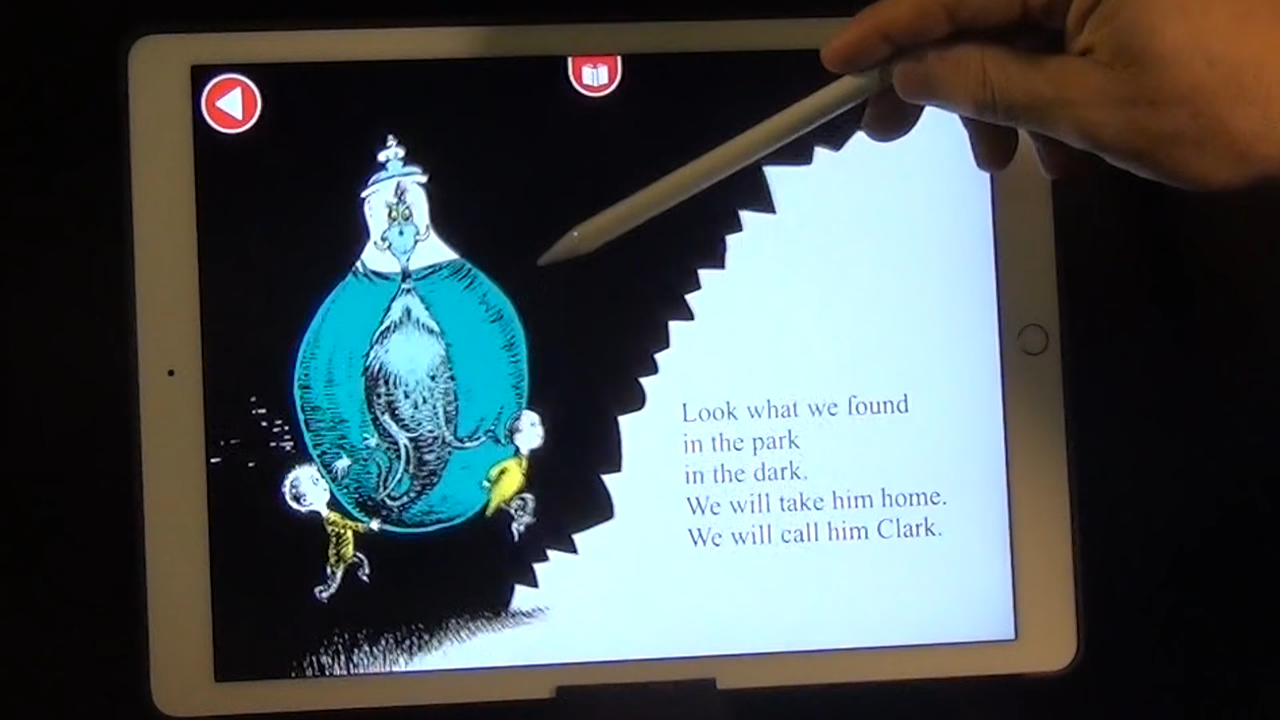 Look what we found
in the park
in the dark.
We will take him home.
We will call him Clark.